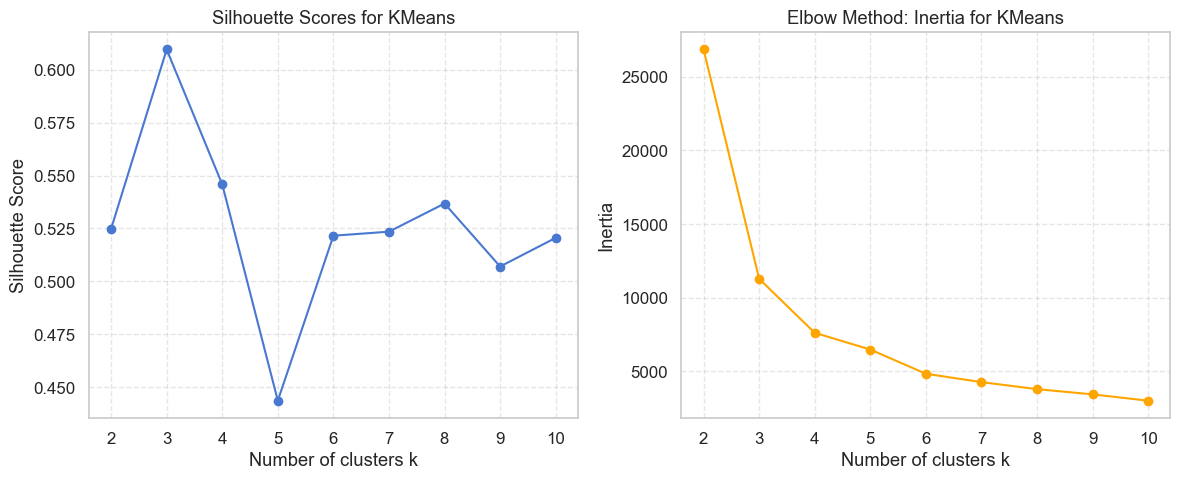 Silhouette Scores for KMeans
0.600
0.575
0.550
0.525
0.500
0.475
0.450
Silhouette Score
2 3 4 5 6 7 8 9 10
Number of clusters k
Elbow Method: Inertia for KMeans
25000
20000
15000
10000
5000
Inertia
2 3 4 5 6 7 8 9 10
Number of clusters k